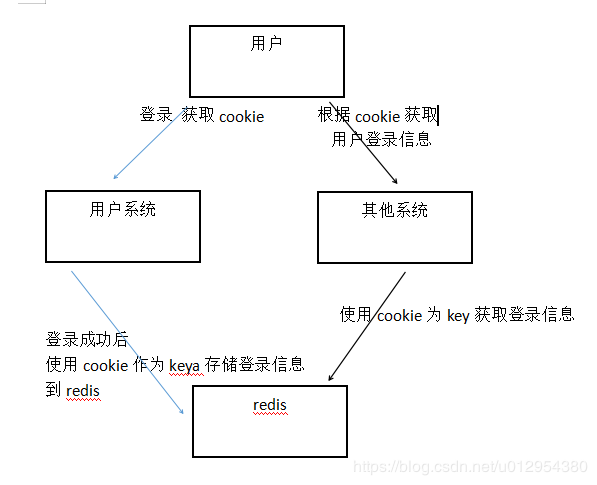 用户
登录 获取 cookie
根据 cookie 获取
用户登录信息
用户系统
其他系统
使用 cookie 为 key 获取登录信息
登录成功后
使用 cookie 作为 keya 存储登录信息
到 redis
redis
https://blog.csdn.net/u012954380